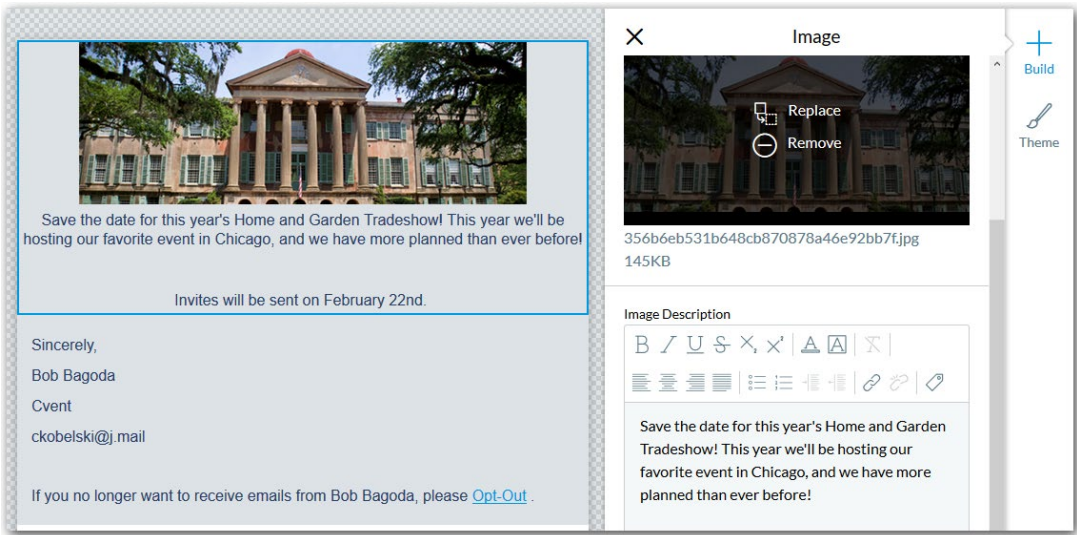 Save the date for this year's Home and Garden Tradeshow! This year we'll be
hosting our favorite event in Chicago, and we have more planned than ever before!
Invites will be sent on February 22nd.
Sincerely,
Bob Bagoda
Cvent
ckobelski@j.mail
If you no longer want to receive emails from Bob Bagoda, please Opt-Out .
Image
Replace
Remove
356b6eb531b648cb870878a46e92bb7f.jpg
145KB
Image Description
B I U S X, X' A A X
Save the date for this year's Home and Garden
Tradeshow! This year we'll be hosting our
favorite event in Chicago, and we have more
planned than ever before!
Build
Theme